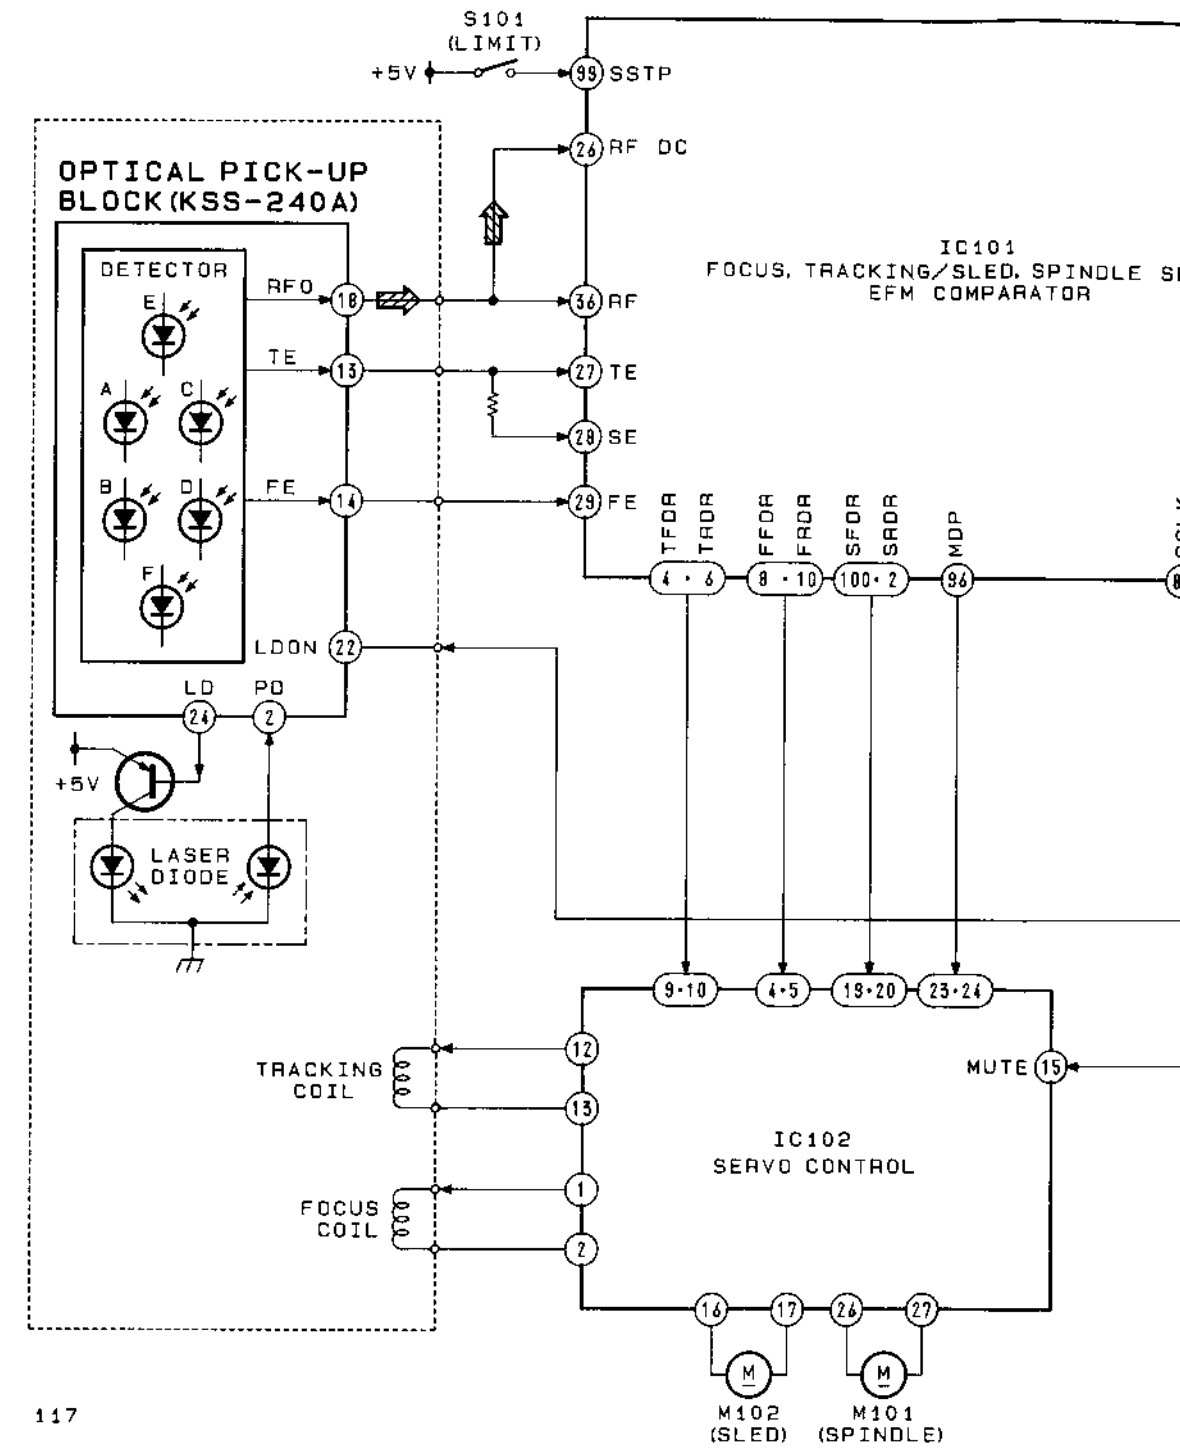 S101
(LIMIT)
+5V
99 SSTP
26 RF DC
OPTICAL PICK-UP
BLOCK(KSS-240A)
DETECTOR
RFO
18
36 RF
E
TE
13
27 TE
A
C
28 SE
B
D
FE
14
29 FE
F
IC101
FOCUS, TRACKING/SLED, SPINDLE
EFM COMPARATOR
TFDR
TRDR
FFDR
FRDR
SFDR
SRDR
MDP
4 • 6
8 • 10
100 • 2
96
8
LDON
22
LD
PD
24
2
+5V
LASER
DIODE
9•10
4•5
19•20
23•24
TRACKING
COIL
12
13
MUTE 15
IC102
SERVO CONTROL
FOCUS
COIL
1
2
16
17
26
27
M
M
M102
(SLED)
M101
(SPINDLE)
117